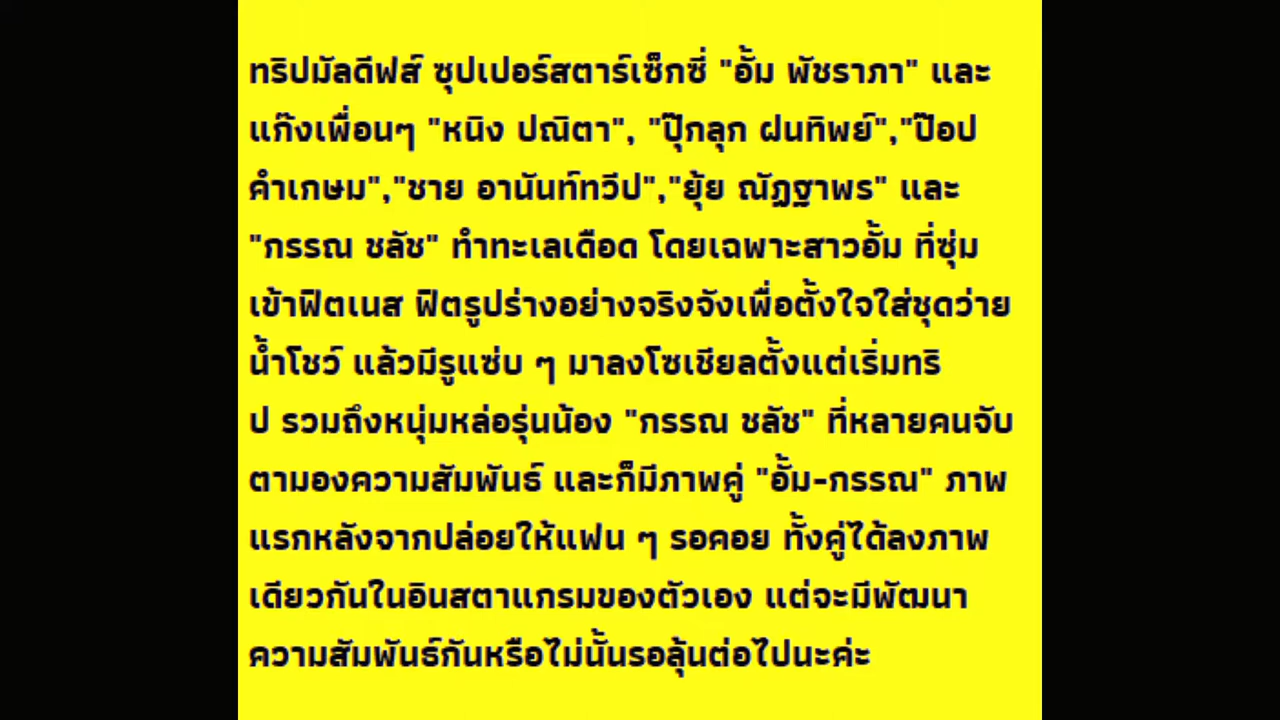 ทริปมัลดีฟส์ ซุปเปอร์สตาร์เซ็กซี่ "อั้ม พัชราภา" และ
แก๊งเพื่อนๆ "หนิง ปณิตา", "ปุ๊กลุก ฝนทิพย์","ป๊อป
คำเกษม","ชาย อานันท์ทวีป","ยุ้ย ณัฏฐาพร" และ
"กรรณ ชลัช" ทำทะเลเดือด โดยเฉพาะสาวอั้ม ที่ซุ่ม
เข้าฟิตเนส ฟิตรูปร่างอย่างจริงจังเพื่อตั้งใจใส่ชุดว่าย
น้ำโชว์ แล้วมีรูแซ่บ ๆ มาลงโซเชียลตั้งแต่เริ่มทริ
ป รวมถึงหนุ่มหล่อรุ่นน้อง "กรรณ ชลัช" ที่หลายคนจับ
ตามองความสัมพันธ์ และก็มีภาพคู่ "อั้ม-กรรณ" ภาพ
แรกหลังจากปล่อยให้แฟน ๆ รอคอย ทั้งคู่ได้ลงภาพ
เดียวกันในอินสตาแกรมของตัวเอง แต่จะมีพัฒนา
ความสัมพันธ์กันหรือไม่นั้นรอลุ้นต่อไปนะค่ะ